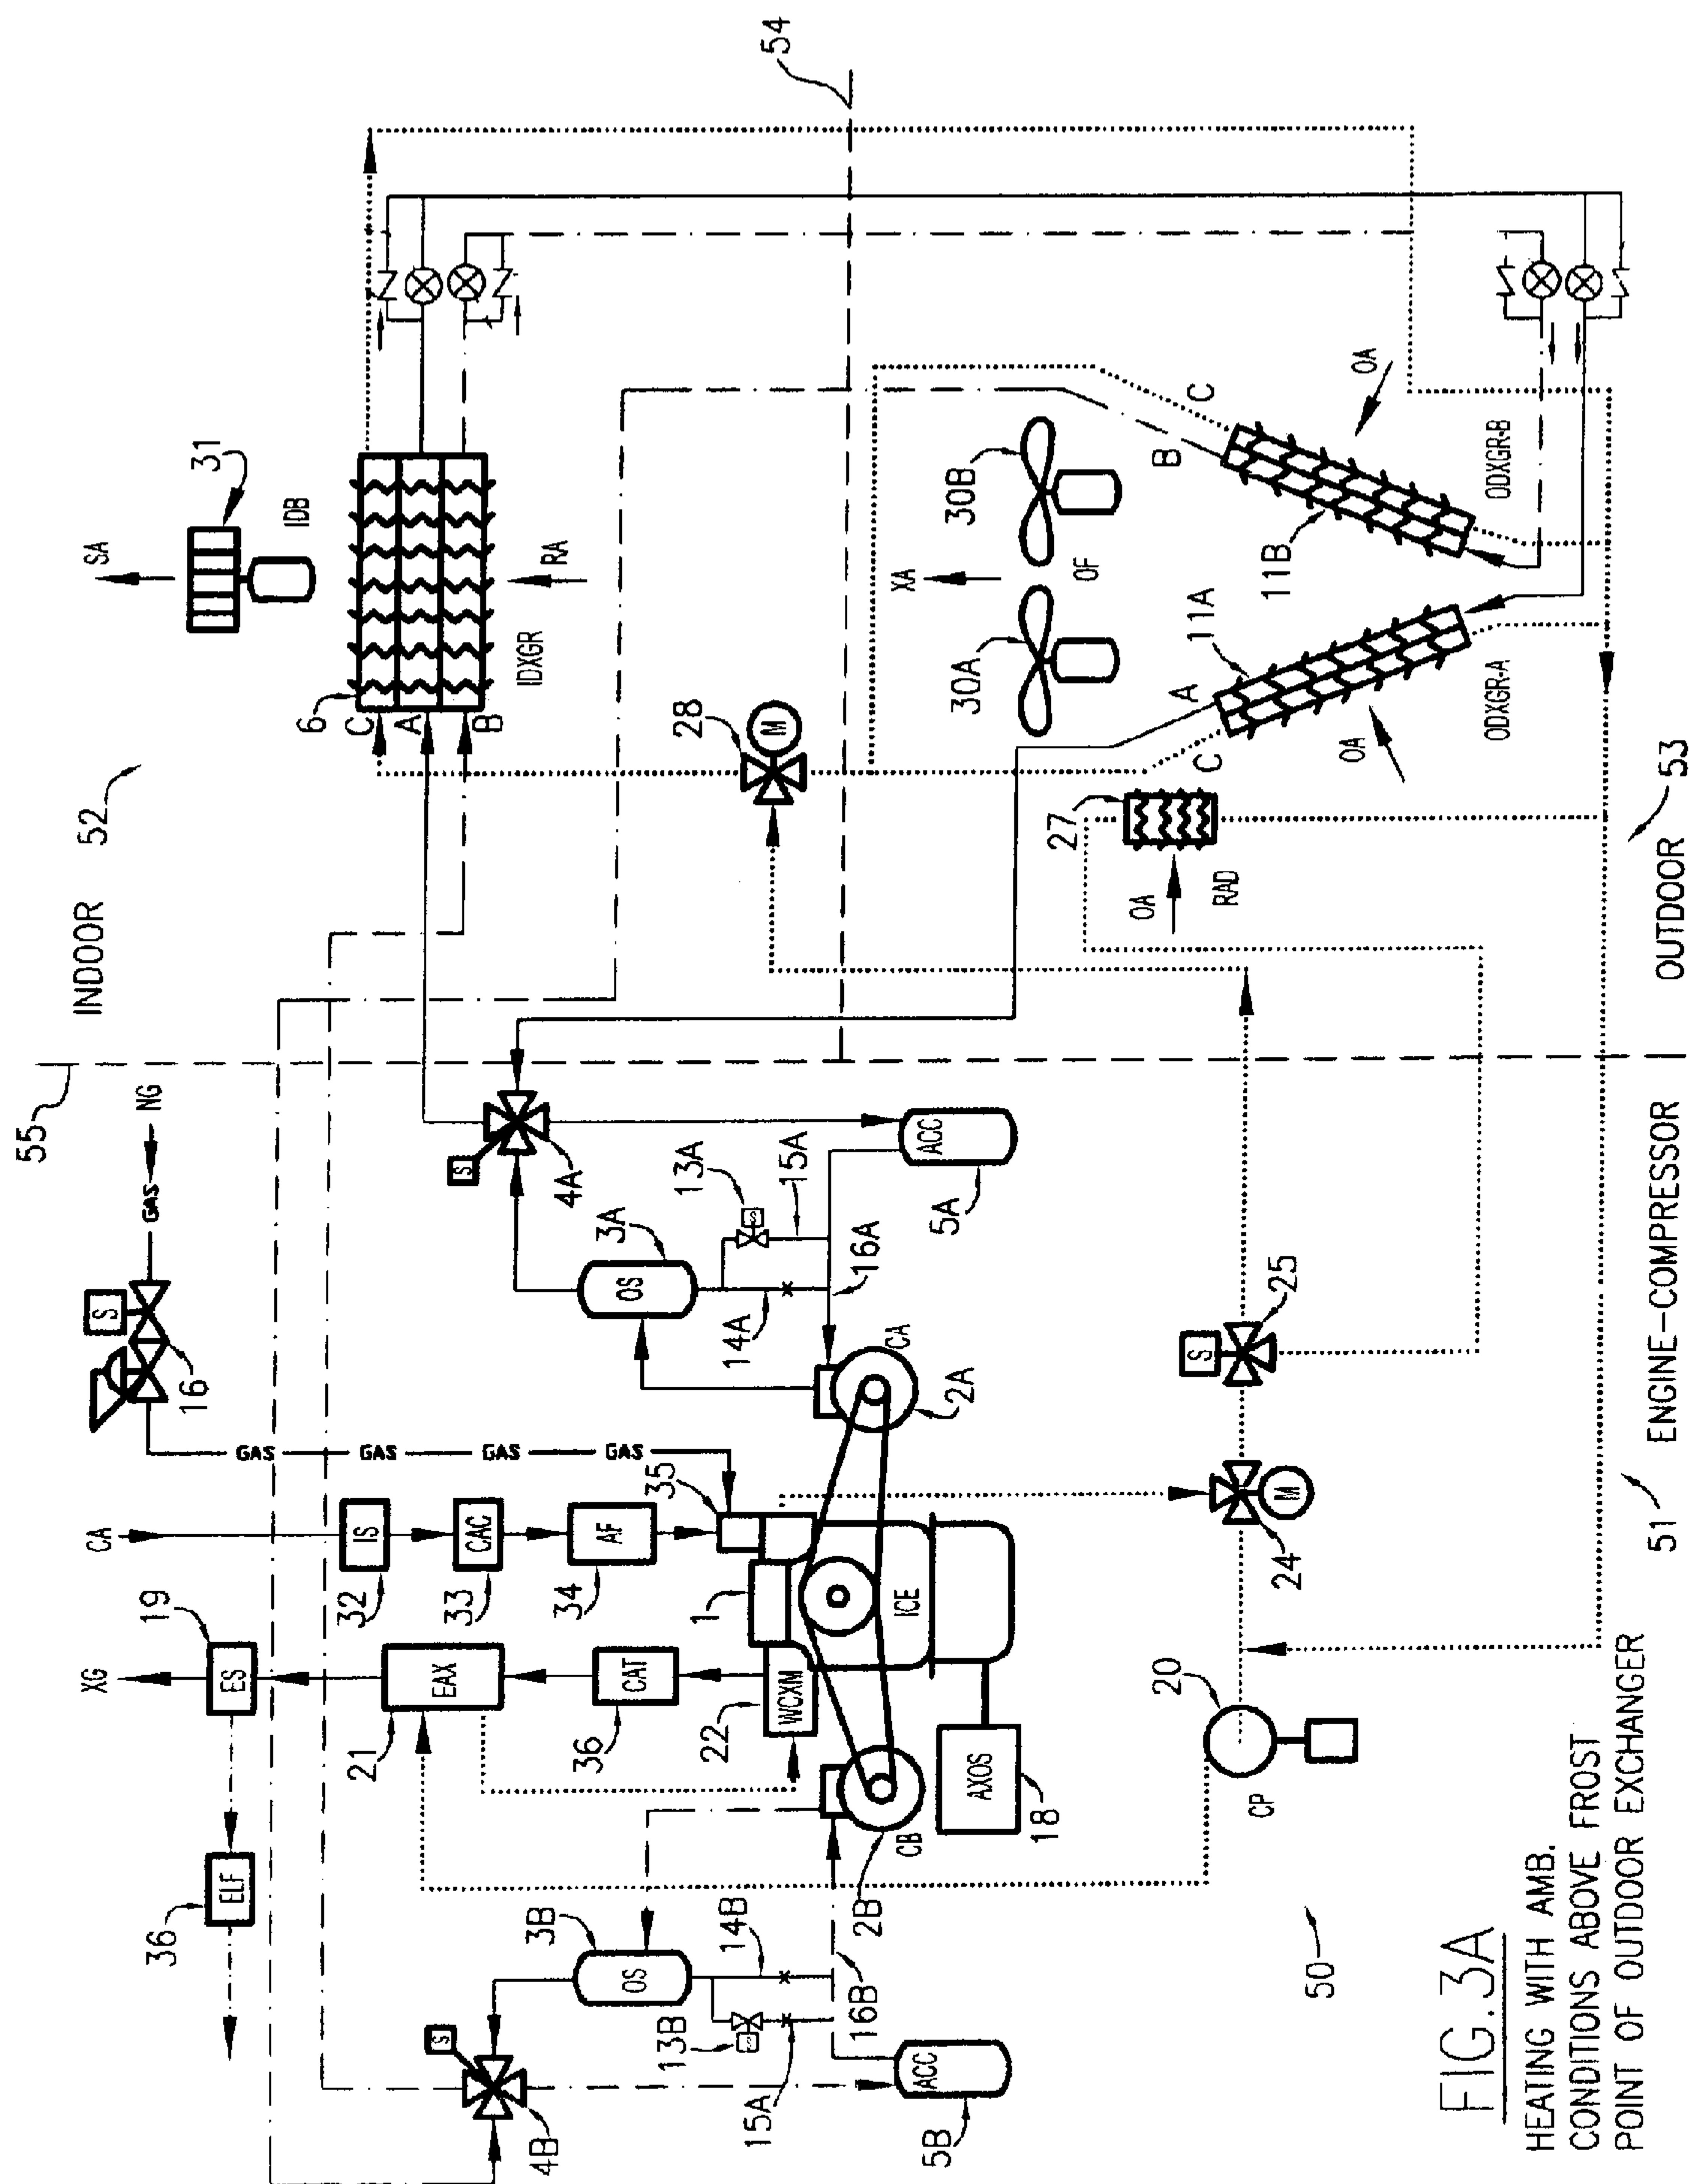 55
INDOOR
52
SA
31
IDB
54
NG
GAS
S
16
6
C
A
B
IDXGR
RA
GAS
GAS
GAS
GAS
CA
IS
32
CAC
33
AF
34
35
XG
19
ES
EAX
21
CAT
36
ELF
36
S
4A
OS
3A
13A
S
15A
14A
16A
ACC
5A
28
M
XA
30A
30B
OF
CA
2A
1
ICE
WCXM
22
CB
2B
AXOS
18
S
4B
OS
3B
14B
13B
S
15A
16B
ACC
5B
27
OA
RAD
C
A
11A
OA
ODXGR-A
B
C
11B
OA
ODXGR-B
S
25
24
M
20
CP
50
51
ENGINE-COMPRESSOR
OUTDOOR
53
FIG.3A
HEATING WITH AMB.
CONDITIONS ABOVE FROST
POINT OF OUTDOOR EXCHANGER